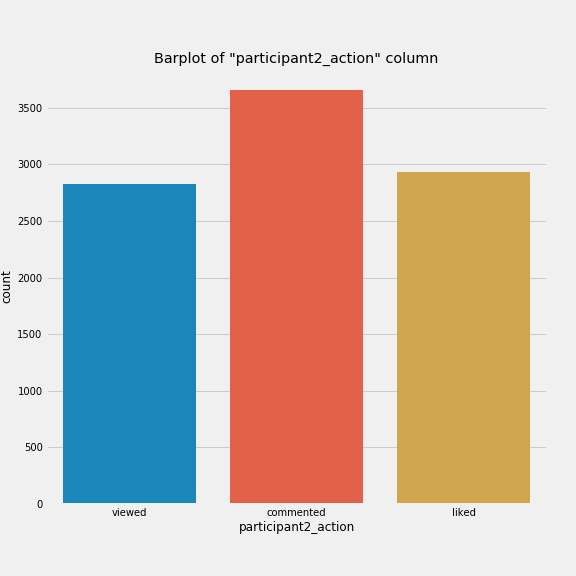 Barplot of "participant2_action" column
count
3500
3000
2500
2000
1500
1000
500
0
viewed commented liked
participant2_action